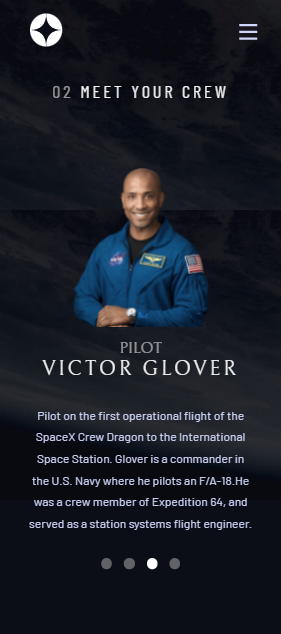 02 MEET YOUR CREW
PILOT
VICTOR GLOVER
Pilot on the first operational flight of the
SpaceX Crew Dragon to the International
Space Station. Glover is a commander in
the U.S. Navy where he pilots an F/A-18.He
was a crew member of Expedition 64, and
served as a station systems flight engineer.